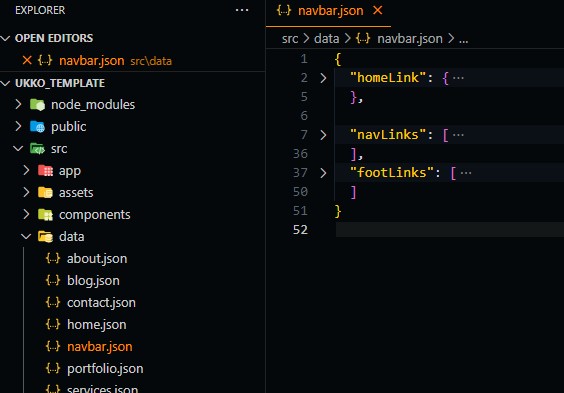 EXPLORER
OPEN EDITORS
navbar.json src\data
UKKO_TEMPLATE
node_modules
public
src
app
assets
components
data
about.json
blog.json
contact.json
home.json
navbar.json
portfolio.json
services.json
navbar.json
src > data > navbar.json > ...
1 {
2 "homeLink": { ...
5 },
6
7 "navLinks": [ ...
36 ],
37 "footLinks": [ ...
50 ]
51 }
52